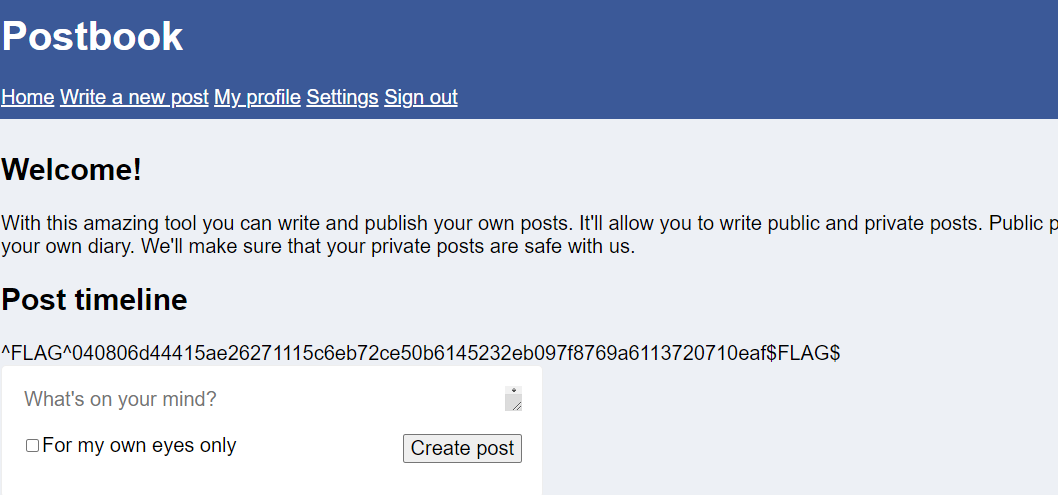 Postbook
Home Write a new post My profile Settings Sign out
Welcome!
With this amazing tool you can write and publish your own posts. It'll allow you to write public and private posts. Public p
your own diary. We'll make sure that your private posts are safe with us.
Post timeline
^FLAG^040806d44415ae26271115c6eb72ce50b6145232eb097f8769a6113720710eaf$FLAG$
What's on your mind?
For my own eyes only Create post